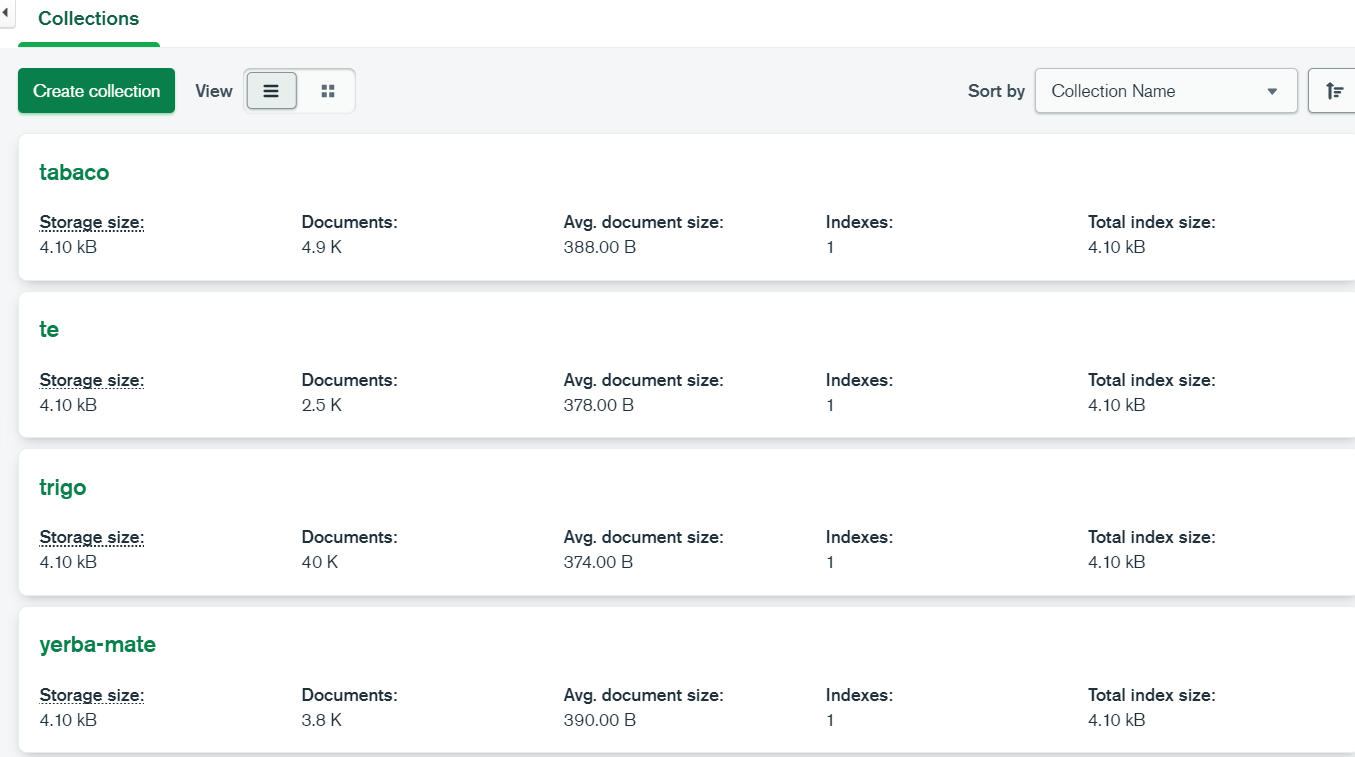 Collections
Create collection View Sort by Collection Name
tabaco
Storage size: Documents: Avg. document size: Indexes: Total index size:
4.10 kB 4.9 K 388.00 B 1 4.10 kB
te
Storage size: Documents: Avg. document size: Indexes: Total index size:
4.10 kB 2.5 K 378.00 B 1 4.10 kB
trigo
Storage size: Documents: Avg. document size: Indexes: Total index size:
4.10 kB 40 K 374.00 B 1 4.10 kB
yerba-mate
Storage size: Documents: Avg. document size: Indexes: Total index size:
4.10 kB 3.8 K 390.00 B 1 4.10 kB